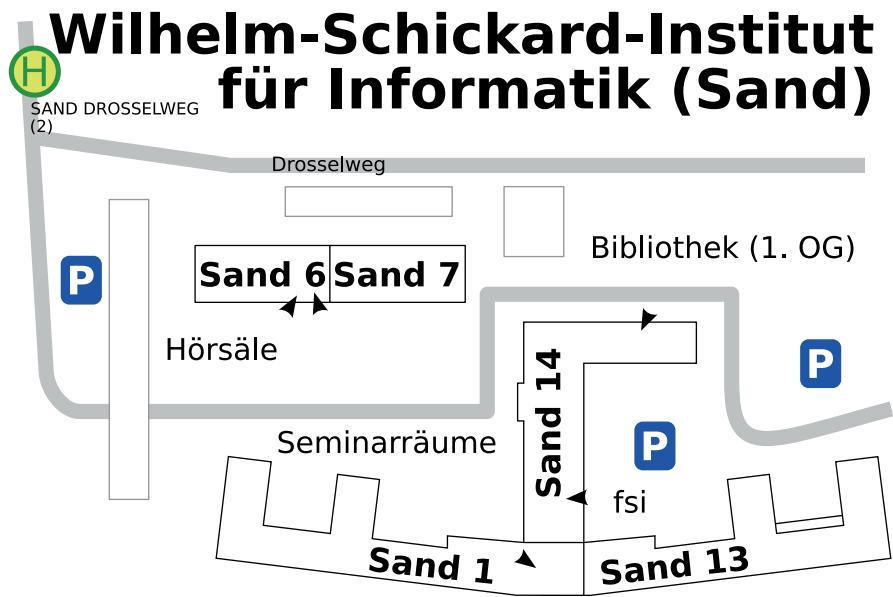 Wilhelm-Schickard-Institut
für Informatik (Sand)
H
SAND DROSSELWEG
(2)
Drosselweg
Bibliothek (1. OG)
P
Sand 6
Sand 7
Hörsäle
P
Sand 14
Seminarräume
P
fsi
Sand 1
Sand 13